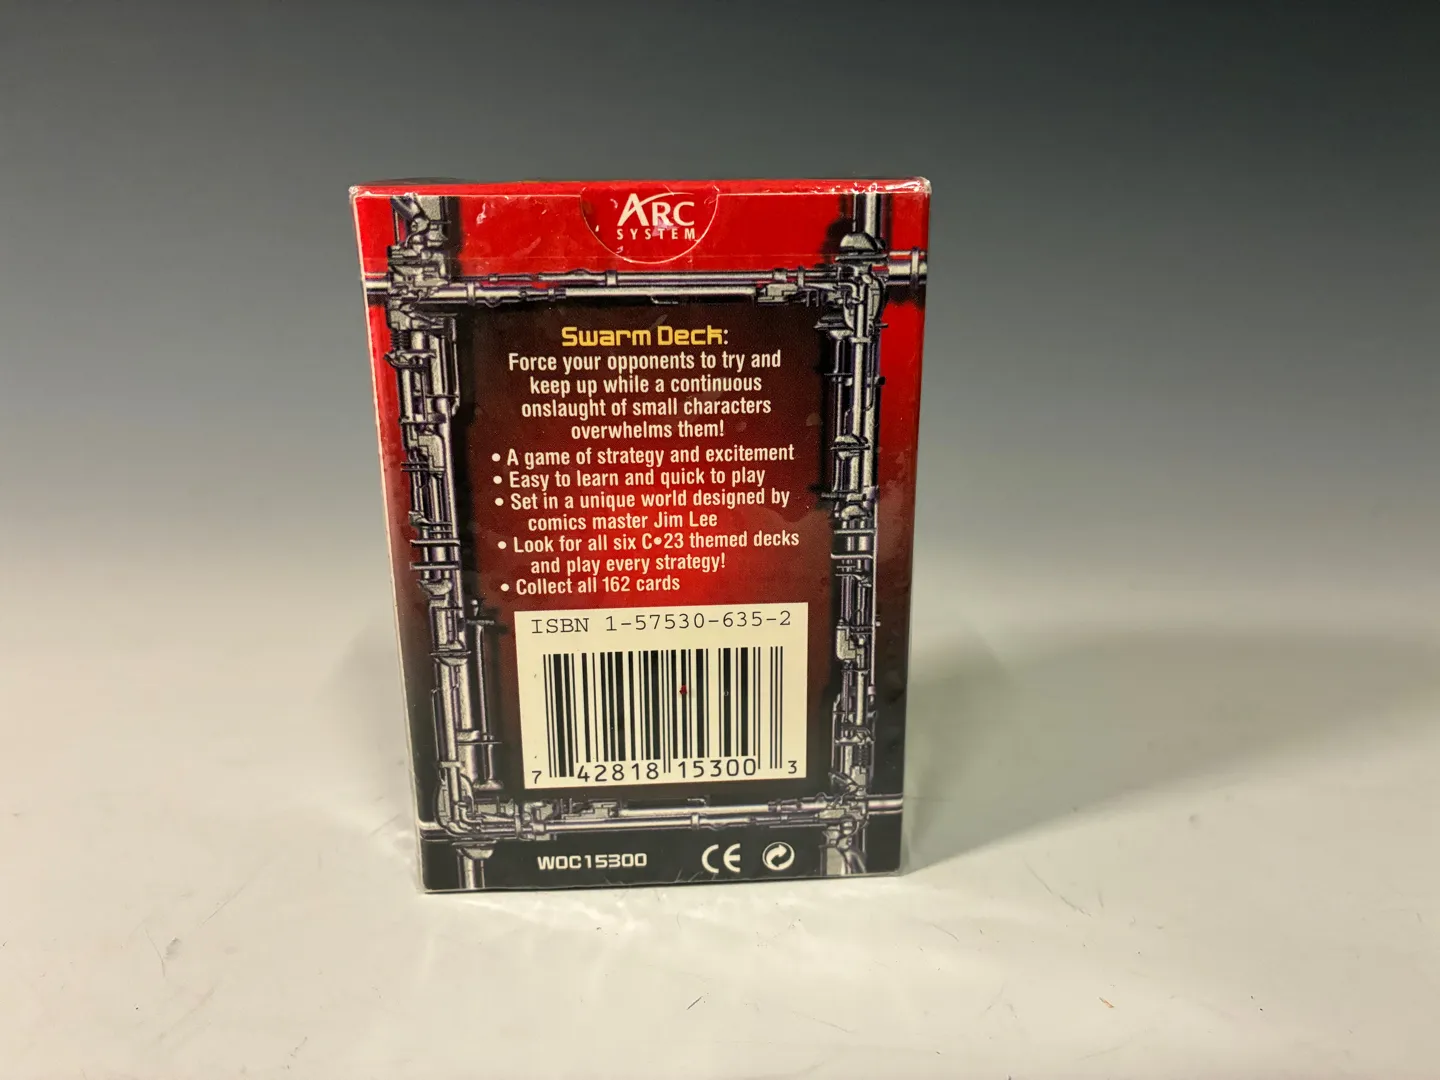 ARC
SYSTEM
Swarm Deck:
Force your opponents to try and
keep up while a continuous
onslaught of small characters
overwhelms them!
• A game of strategy and excitement
• Easy to learn and quick to play
• Set in a unique world designed by
comics master Jim Lee
• Look for all six C•23 themed decks
and play every strategy!
• Collect all 162 cards
ISBN 1-57530-635-2
7 42818 15300 3
WOC15300 CE